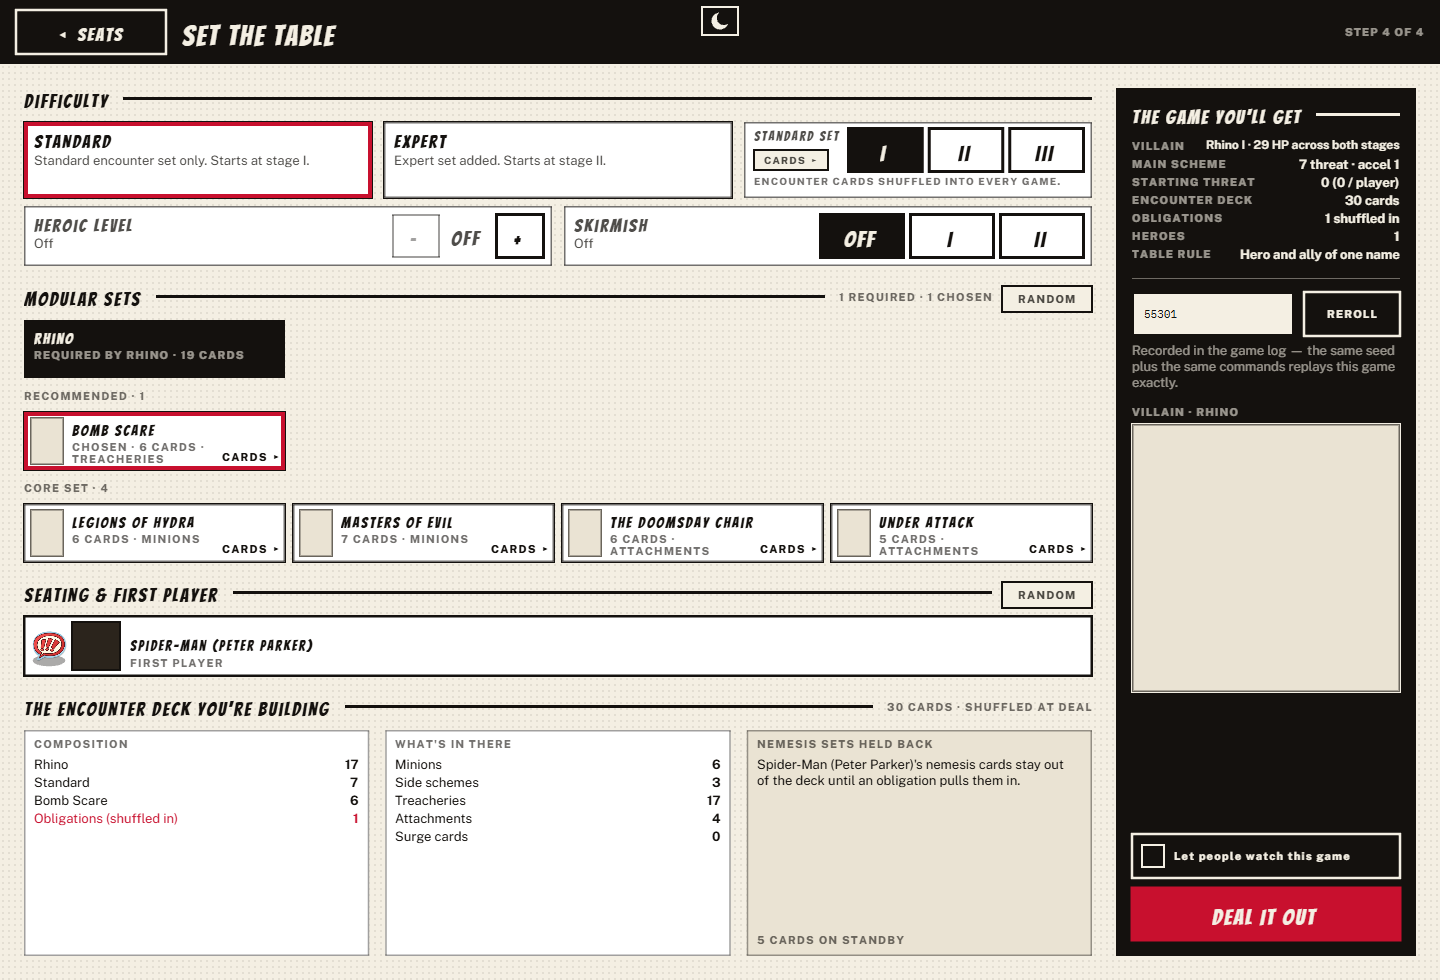 ◂ SEATS
SET THE TABLE
STEP 4 OF 4
DIFFICULTY
STANDARD
Standard encounter set only. Starts at stage I.
EXPERT
Expert set added. Starts at stage II.
STANDARD SET
CARDS ▸
I
II
III
ENCOUNTER CARDS SHUFFLED INTO EVERY GAME.
HEROIC LEVEL
Off
-
OFF
+
SKIRMISH
Off
OFF
I
II
MODULAR SETS
1 REQUIRED · 1 CHOSEN
RANDOM
RHINO
REQUIRED BY RHINO · 19 CARDS
RECOMMENDED · 1
BOMB SCARE
CHOSEN · 6 CARDS ·
TREACHERIES
CARDS ▸
CORE SET · 4
LEGIONS OF HYDRA
6 CARDS · MINIONS
CARDS ▸
MASTERS OF EVIL
7 CARDS · MINIONS
CARDS ▸
THE DOOMSDAY CHAIR
6 CARDS ·
ATTACHMENTS
CARDS ▸
UNDER ATTACK
5 CARDS ·
ATTACHMENTS
CARDS ▸
SEATING & FIRST PLAYER
RANDOM
SPIDER-MAN (PETER PARKER)
FIRST PLAYER
THE ENCOUNTER DECK YOU'RE BUILDING
30 CARDS · SHUFFLED AT DEAL
COMPOSITION
Rhino 17
Standard 7
Bomb Scare 6
Obligations (shuffled in) 1
WHAT'S IN THERE
Minions 6
Side schemes 3
Treacheries 17
Attachments 4
Surge cards 0
NEMESIS SETS HELD BACK
Spider-Man (Peter Parker)'s nemesis cards stay out
of the deck until an obligation pulls them in.
5 CARDS ON STANDBY
THE GAME YOU'LL GET
VILLAIN Rhino I · 29 HP across both stages
MAIN SCHEME 7 threat · accel 1
STARTING THREAT 0 (0 / player)
ENCOUNTER DECK 30 cards
OBLIGATIONS 1 shuffled in
HEROES 1
TABLE RULE Hero and ally of one name
55301
REROLL
Recorded in the game log — the same seed
plus the same commands replays this game
exactly.
VILLAIN · RHINO
Let people watch this game
DEAL IT OUT